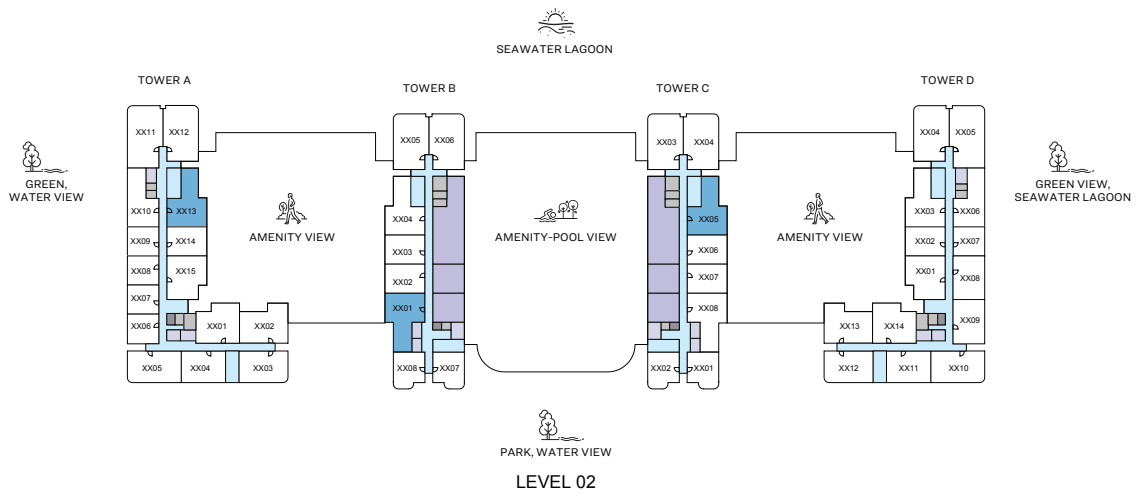 SEAWATER LAGOON
TOWER A
TOWER B
TOWER C
TOWER D
GREEN,
WATER VIEW
XX11
XX12
XX10
XX13
XX09
XX14
XX08
XX15
XX07
XX06
XX01
XX02
XX05
XX04
XX03
AMENITY VIEW
XX05
XX06
XX04
XX03
XX02
XX01
XX08
XX07
AMENITY-POOL VIEW
XX03
XX04
XX05
XX06
XX07
XX08
XX02
XX01
AMENITY VIEW
XX04
XX05
XX03
XX06
XX02
XX07
XX01
XX08
XX09
XX13
XX14
XX12
XX11
XX10
GREEN VIEW,
SEAWATER LAGOON
PARK, WATER VIEW
LEVEL 02